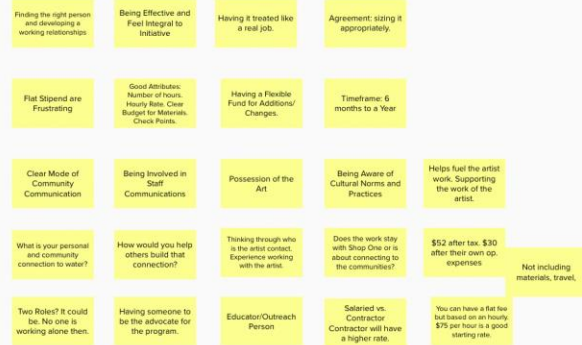 Finding the right person
and developing a
working relationships
Being Effective and
Feel Integral to
Initiative
Having it treated like
a real job.
Agreement: sizing it
appropriately.
Flat Stipend are
Frustrating
Good Attributes:
Number of hours.
Hourly Rate. Clear
Budget for Materials.
Check Points.
Having a Flexible
Fund for Additions/
Changes.
Timeframe: 6
months to a Year
Clear Mode of
Community
Communication
Being Involved in
Staff
Communications
Possession of the
Art
Being Aware of
Cultural Norms and
Practices
Helps fuel the artist
work. Supporting
the work of the
artist.
What is your personal
and community
connection to water?
How would you help
others build that
connection?
Thinking through who
is the artist contact.
Experience working
with the artist.
Does the work stay
with Shop One or is
about connecting to
the communities?
$52 after tax. $30
after their own op.
expenses
Not including
materials, travel,
Two Roles? It could
be. No one is
working alone then.
Having someone to
be the advocate for
the program.
Educator/Outreach
Person
Salaried vs.
Contractor
Contractor will have
a higher rate.
You can have a flat fee
but based on an hourly.
$75 per hour is a good
starting rate.